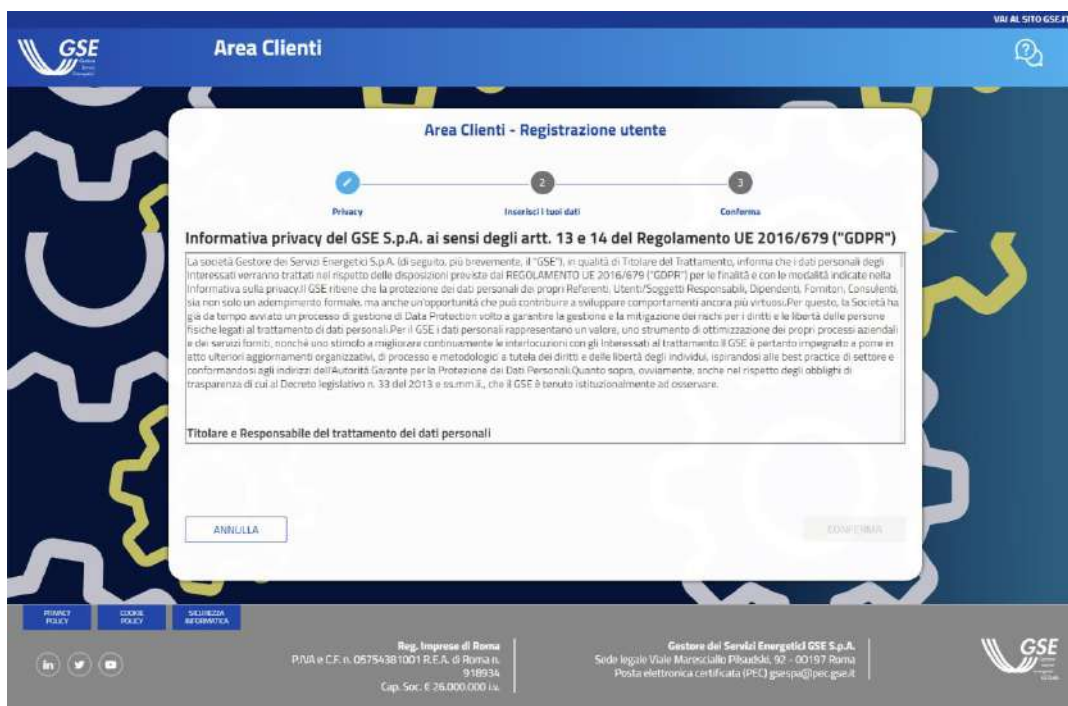 VAI AL SITO GSE.IT
GSE
Area Clienti
Area Clienti - Registrazione utente
2
3
Privacy
Inserisci i tuoi dati
Conferma
Informativa privacy del GSE S.p.A. ai sensi degli artt. 13 e 14 del Regolamento UE 2016/679 ("GDPR")
La società Gestore dei Servizi Energetici S.p.A. (di seguito, più brevemente, il "GSE"), in qualità di Titolare del Trattamento, informa che i dati personali degli
Interessati verranno trattati nel rispetto delle disposizioni previste dal REGOLAMENTO UE 2016/679 ("GDPR") per le finalità e con le modalità indicate nella
Informativa sulla privacy.Il GSE ritiene che la protezione dei dati personali dei propri Referenti, Utenti/Soggetti Responsabili, Dipendenti, Fornitori, Consulenti,
sia non solo un adempimento formale, ma anche un'opportunità che può contribuire a sviluppare comportamenti ancora più virtuosi.Per questo, la Società ha
già da tempo avviato un processo di gestione di Data Protection volto a garantire la gestione e la mitigazione dei rischi per i diritti e le libertà delle persone
fisiche legati al trattamento di dati personali.Per il GSE i dati personali rappresentano un valore, uno strumento di ottimizzazione dei propri processi aziendali
e dei servizi forniti, nonché uno stimolo a migliorare continuamente le interlocuzioni con gli Interessati al trattamento.Il GSE è pertanto impegnato a porre in
atto ulteriori aggiornamenti organizzativi, di processo e metodologici a tutela dei diritti e delle libertà degli individui, ispirandosi alle best practice di settore e
conformandosi agli indirizzi dell'Autorità Garante per la Protezione dei Dati Personali.Quanto sopra, ovviamente, anche nel rispetto degli obblighi di
trasparenza di cui al Decreto legislativo n. 33 del 2013 e ss.mm.ii., che il GSE è tenuto istituzionalmente ad osservare.
Titolare e Responsabile del trattamento dei dati personali
ANNULLA
CONFERMA
PRIVACY
POLICY
COOKIE
POLICY
SICUREZZA
INFORMATICA
Reg. Imprese di Roma
P.IVA e C.F. n. 05754381001 R.E.A. di Roma n.
918934
Cap. Soc. € 26.000.000 i.v.
Gestore dei Servizi Energetici GSE S.p.A.
Sede legale Viale Maresciallo Pilsudski, 92 - 00197 Roma
Posta elettronica certificata (PEC) gsespa@pec.gse.it
GSE